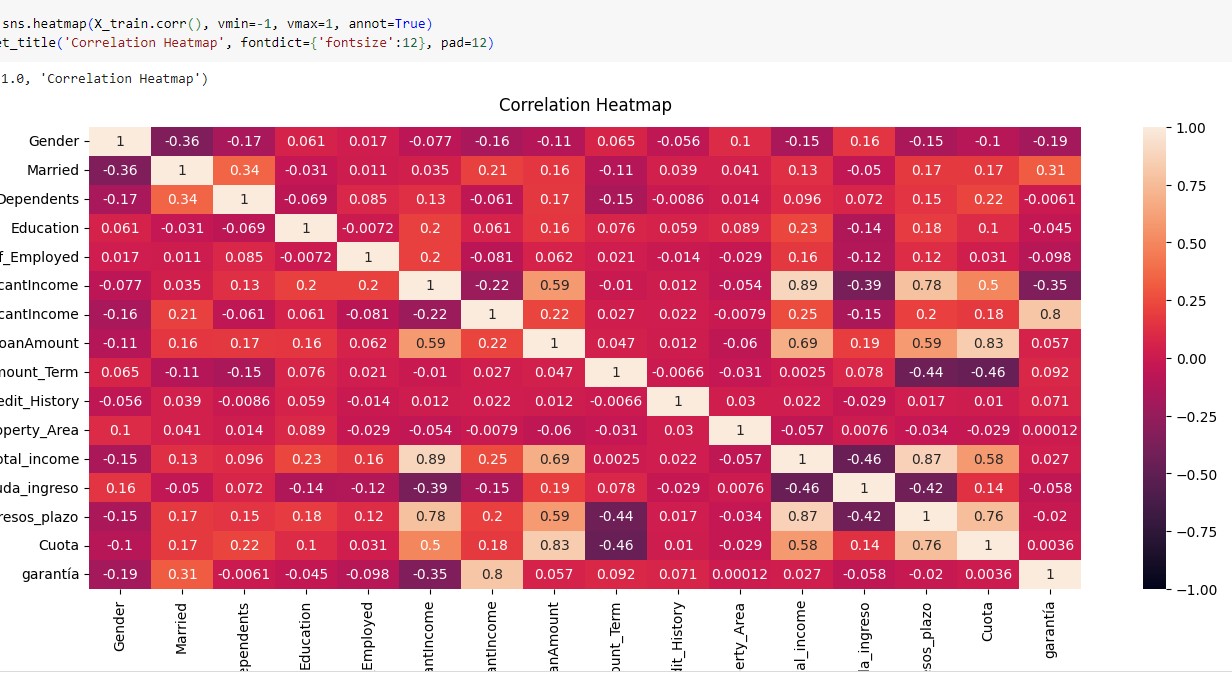 sns.heatmap(X_train.corr(), vmin=-1, vmax=1, annot=True)
et_title('Correlation Heatmap', fontdict={'fontsize':12}, pad=12)
1.0, 'Correlation Heatmap')
Correlation Heatmap
Gender 1 -0.36 -0.17 0.061 0.017 -0.077 -0.16 -0.11 0.065 -0.056 0.1 -0.15 0.16 -0.15 -0.1 -0.19
Married -0.36 1 0.34 -0.031 0.011 0.035 0.21 0.16 -0.11 0.039 0.041 0.13 -0.05 0.17 0.17 0.31
Dependents -0.17 0.34 1 -0.069 0.085 0.13 -0.061 0.17 -0.15 -0.0086 0.014 0.096 0.072 0.15 0.22 -0.0061
Education 0.061 -0.031 -0.069 1 -0.0072 0.2 0.061 0.16 0.076 0.059 0.089 0.23 -0.14 0.18 0.1 -0.045
f_Employed 0.017 0.011 0.085 -0.0072 1 0.2 -0.081 0.062 0.021 -0.014 -0.029 0.16 -0.12 0.12 0.031 -0.098
cantIncome -0.077 0.035 0.13 0.2 0.2 1 -0.22 0.59 -0.01 0.012 -0.054 0.89 -0.39 0.78 0.5 -0.35
cantIncome -0.16 0.21 -0.061 0.061 -0.081 -0.22 1 0.22 0.027 0.022 -0.0079 0.25 -0.15 0.2 0.18 0.8
oanAmount -0.11 0.16 0.17 0.16 0.062 0.59 0.22 1 0.047 0.012 -0.06 0.69 0.19 0.59 0.83 0.057
mount_Term 0.065 -0.11 -0.15 0.076 0.021 -0.01 0.027 0.047 1 -0.0066 -0.031 0.0025 0.078 -0.44 -0.46 0.092
edit_History -0.056 0.039 -0.0086 0.059 -0.014 0.012 0.022 0.012 -0.0066 1 0.03 0.022 -0.029 0.017 0.01 0.071
operty_Area 0.1 0.041 0.014 0.089 -0.029 -0.054 -0.0079 -0.06 -0.031 0.03 1 -0.057 0.0076 -0.034 -0.029 0.00012
otal_income -0.15 0.13 0.096 0.23 0.16 0.89 0.25 0.69 0.0025 0.022 -0.057 1 -0.46 0.87 0.58 0.027
uda_ingreso 0.16 -0.05 0.072 -0.14 -0.12 -0.39 -0.15 0.19 0.078 -0.029 0.0076 -0.46 1 -0.42 0.14 -0.058
resos_plazo -0.15 0.17 0.15 0.18 0.12 0.78 0.2 0.59 -0.44 0.017 -0.034 0.87 -0.42 1 0.76 -0.02
Cuota -0.1 0.17 0.22 0.1 0.031 0.5 0.18 0.83 -0.46 0.01 -0.029 0.58 0.14 0.76 1 0.0036
garantía -0.19 0.31 -0.0061 -0.045 -0.098 -0.35 0.8 0.057 0.092 0.071 0.00012 0.027 -0.058 -0.02 0.0036 1
Gender
Married
ependents
Education
Employed
antIncome
antIncome
anAmount
ount_Term
dit_History
erty_Area
al_income
la_ingreso
sos_plazo
Cuota
garantía
1.00
0.75
0.50
0.25
0.00
−0.25
−0.50
−0.75
−1.00